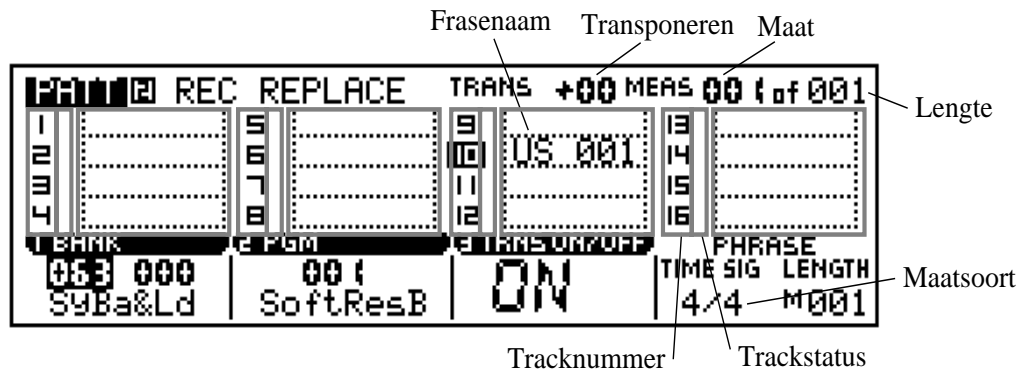 Frasenaam Transponeren Maat
PATT 2 REC REPLACE TRANS +00 MEAS 001 of 001 Lengte
1 5 9 13
2 6 10 US 001 14
3 7 11 15
4 8 12 16
1 BANK 2 PGM 3 TRANS ON/OFF PHRASE
063 000 001 ON TIME SIG LENGTH
SyBa&Ld SoftResB 4/4 M001 Maatsoort
Tracknummer Trackstatus